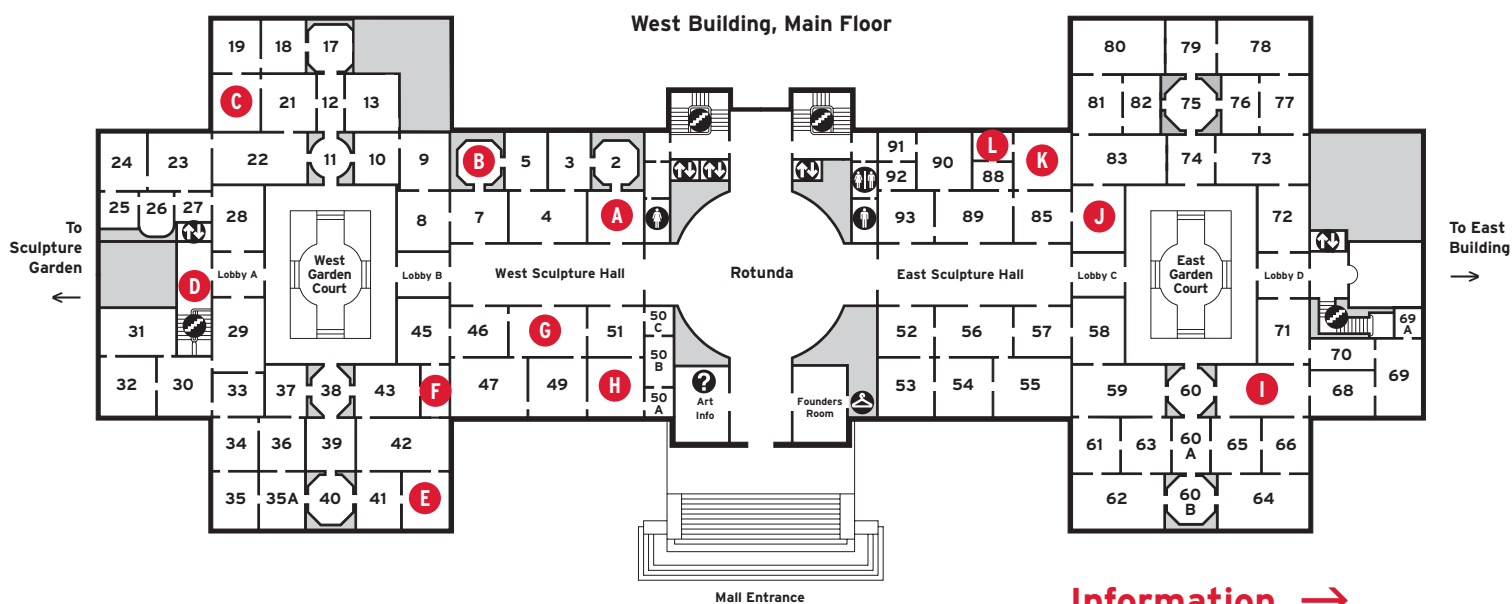 West Building, Main Floor
19 18 17
80 79 78
C 21 12 13
81 82 75 76 77
24 23 22 11 10 9 B 5 3 2
91 90 L K 83 74 73
92 88
25 26 27 28 8 7 4 A
93 89 85 J 72
To
Sculpture
Garden
To East
Building
D Lobby A
West
Garden
Court
Lobby B West Sculpture Hall Rotunda East Sculpture Hall Lobby C
East
Garden
Court
Lobby D
31 29 45 46 G 51
50
C
52 56 57 58 71
69
A
32 30 33 37 38 43 F 47 49 H
50
B
50
A
?
Art
Info
Founders
Room
53 54 55 59 60 I 70
68 69
34 36 39 42
61 63
60
A
65 66
35 35A 40 41 E
62
60
B
64
Mall Entrance
Information